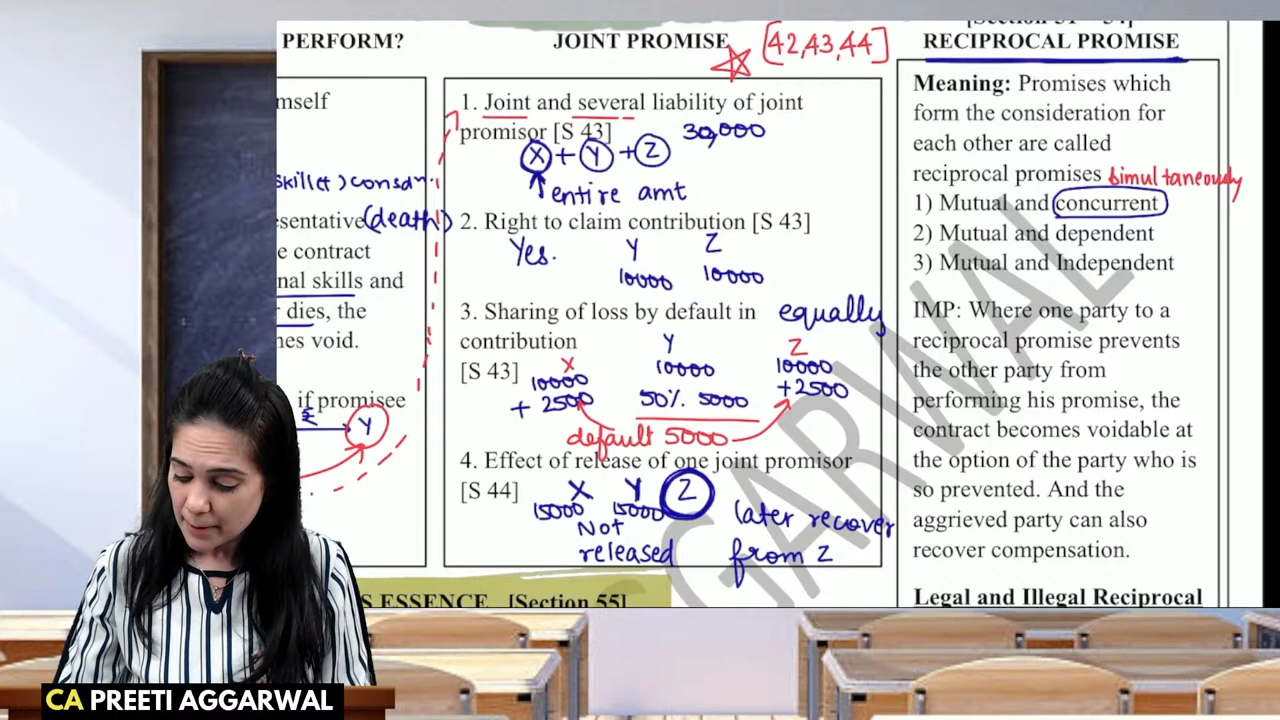 PERFORM?
mself
skill(t) consdn.
sentative (death)
e contract
nal skills and
dies, the
nes void.
if promisee
₹
Y
JOINT PROMISE [42,43,44]
1. Joint and several liability of joint
promisor [S 43] 30,000
X + Y + Z
entire amt
2. Right to claim contribution [S 43]
Yes. Y Z
10000 10000
3. Sharing of loss by default in equally
contribution
[S 43] X Y Z
10000 10000 10000
+ 2500 50% 5000 +2500
default 5000
4. Effect of release of one joint promisor
[S 44] X Y Z
15000 15000 later recover
Not
released from Z
S ESSENCE [Section 55]
RECIPROCAL PROMISE
Meaning: Promises which
form the consideration for
each other are called
reciprocal promises simultaneously
1) Mutual and concurrent
2) Mutual and dependent
3) Mutual and Independent
IMP: Where one party to a
reciprocal promise prevents
the other party from
performing his promise, the
contract becomes voidable at
the option of the party who is
so prevented. And the
aggrieved party can also
recover compensation.
Legal and Illegal Reciprocal
GARWAL
CA PREETI AGGARWAL